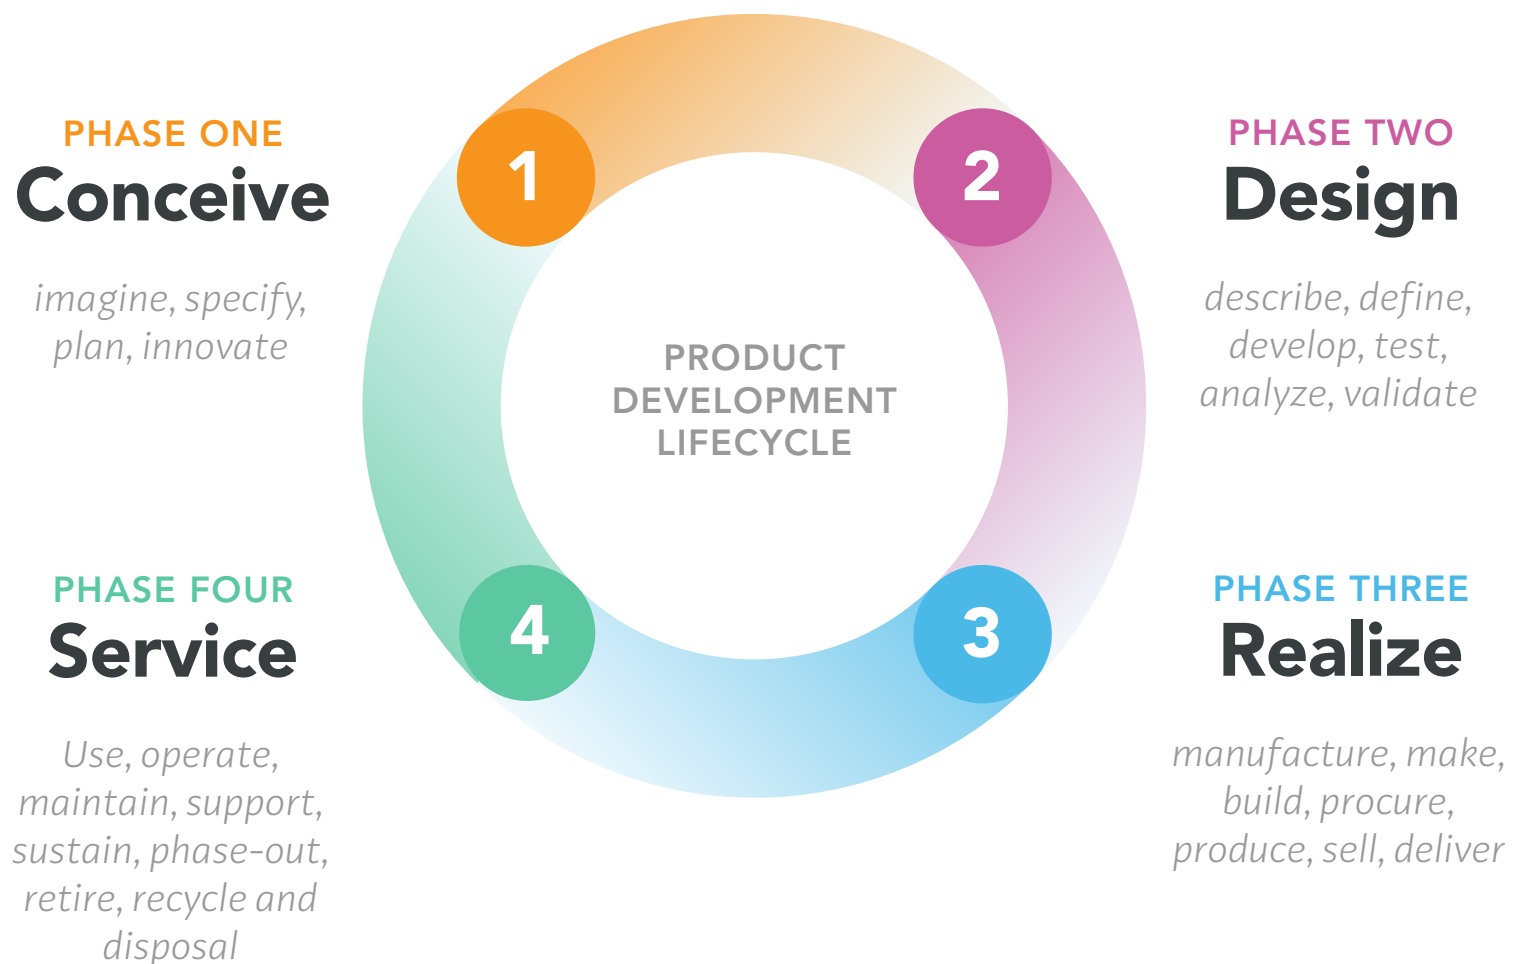 PHASE ONE
Conceive
imagine, specify,
plan, innovate
1
2
PHASE TWO
Design
describe, define,
develop, test,
analyze, validate
PRODUCT
DEVELOPMENT
LIFECYCLE
PHASE FOUR
Service
Use, operate,
maintain, support,
sustain, phase-out,
retire, recycle and
disposal
4
3
PHASE THREE
Realize
manufacture, make,
build, procure,
produce, sell, deliver